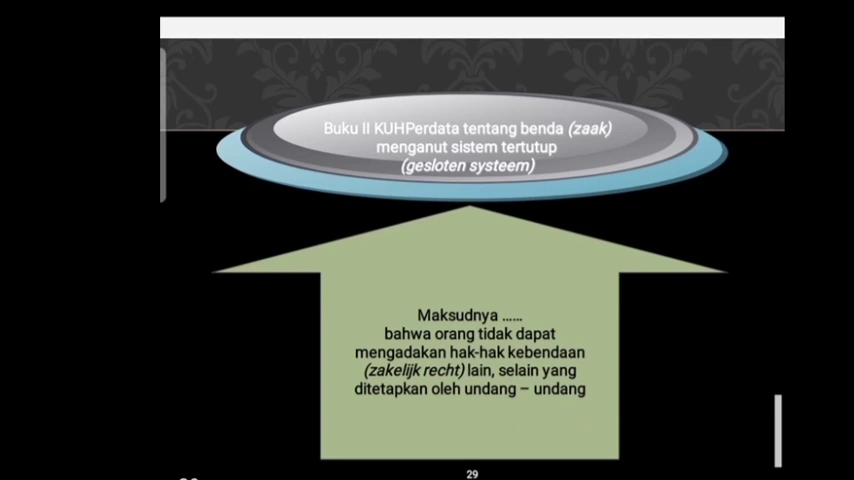 Buku II KUHPerdata tentang benda (zaak)
menganut sistem tertutup
(gesloten systeem)
Maksudnya ......
bahwa orang tidak dapat
mengadakan hak-hak kebendaan
(zakelijk recht) lain, selain yang
ditetapkan oleh undang – undang
29